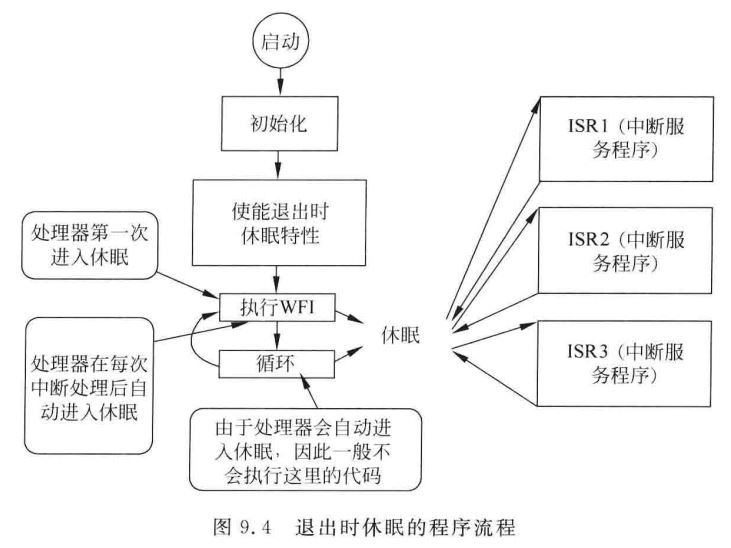 启动
初始化
使能退出时
休眠特性
处理器第一次
进入休眠
执行WFI
循环
处理器在每次
中断处理后自
动进入休眠
由于处理器会自动进
入休眠，因此一般不
会执行这里的代码
休眠
ISR1（中断服
务程序）
ISR2（中断服
务程序）
ISR3（中断服
务程序）
图 9.4 退出时休眠的程序流程